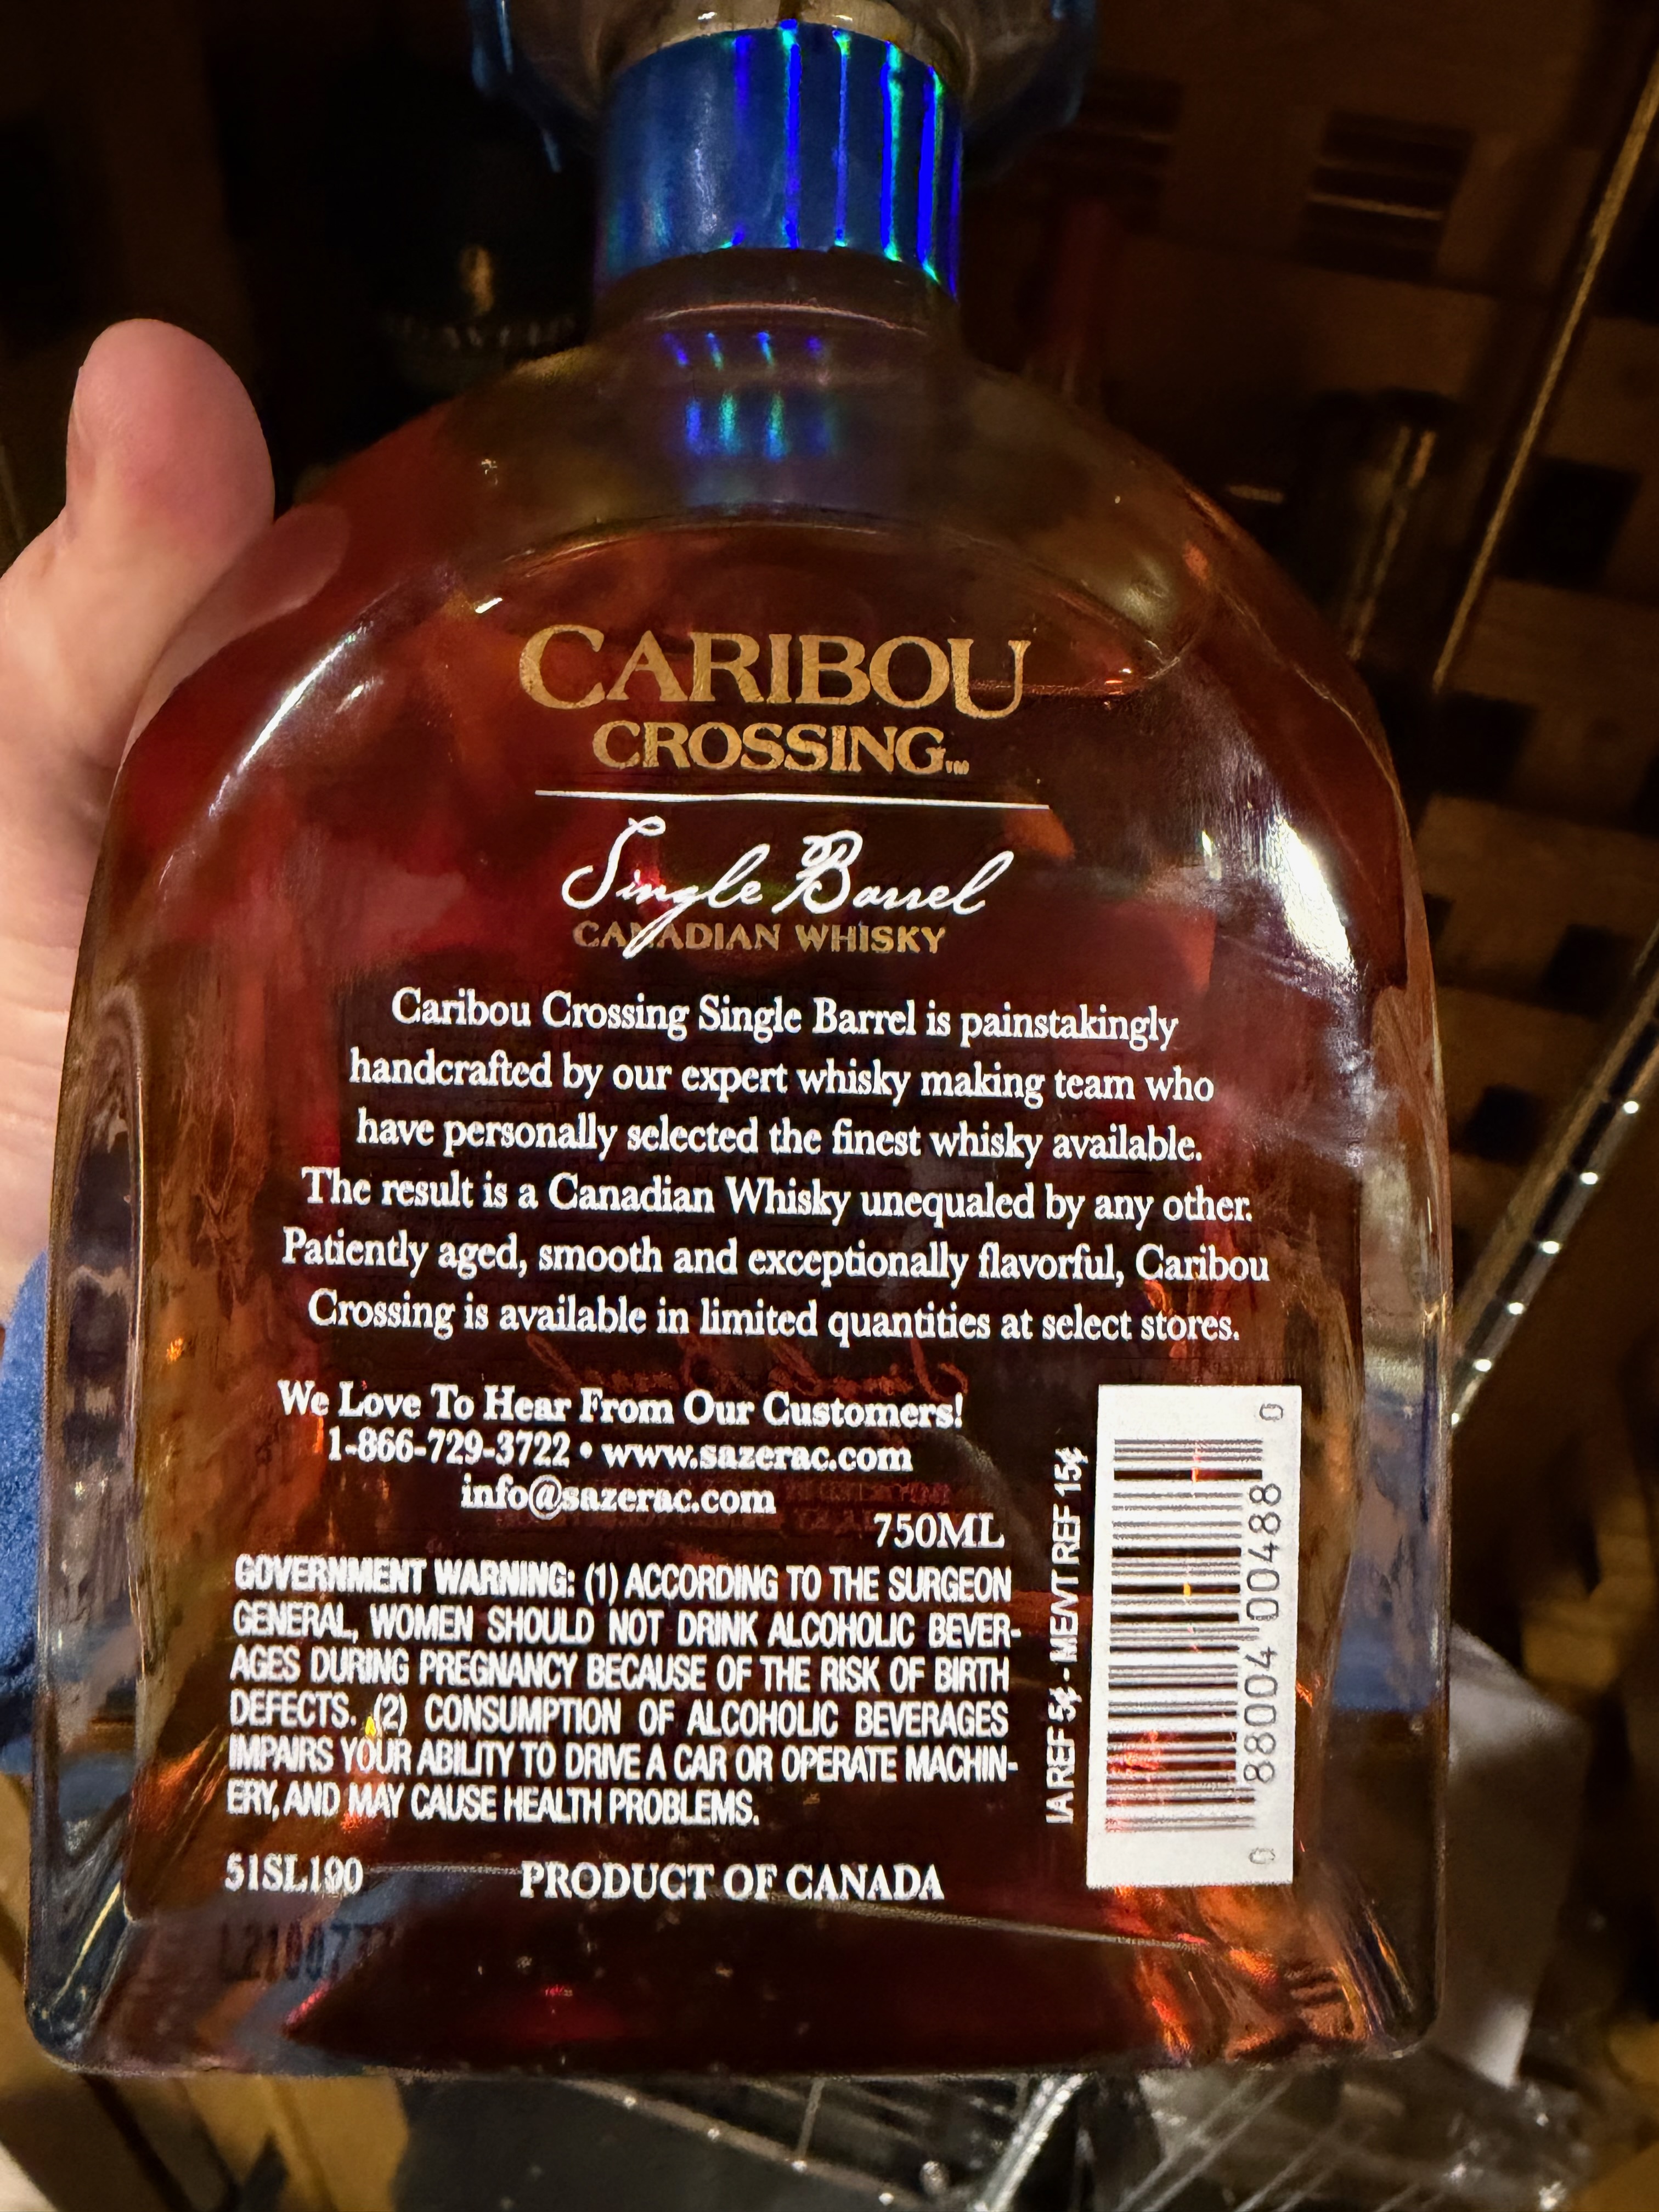 CARIBOU
CROSSING™
Single Barrel
CANADIAN WHISKY
Caribou Crossing Single Barrel is painstakingly
handcrafted by our expert whisky making team who
have personally selected the finest whisky available.
The result is a Canadian Whisky unequaled by any other.
Patiently aged, smooth and exceptionally flavorful, Caribou
Crossing is available in limited quantities at select stores.
We Love To Hear From Our Customers!
1-866-729-3722 • www.sazerac.com
info@sazerac.com
750ML
GOVERNMENT WARNING: (1) ACCORDING TO THE SURGEON
GENERAL, WOMEN SHOULD NOT DRINK ALCOHOLIC BEVER-
AGES DURING PREGNANCY BECAUSE OF THE RISK OF BIRTH
DEFECTS. (2) CONSUMPTION OF ALCOHOLIC BEVERAGES
IMPAIRS YOUR ABILITY TO DRIVE A CAR OR OPERATE MACHIN-
ERY, AND MAY CAUSE HEALTH PROBLEMS.
51SL190
PRODUCT OF CANADA
IA REF 5¢ - ME/VT REF 15¢
0 88004 00488 0